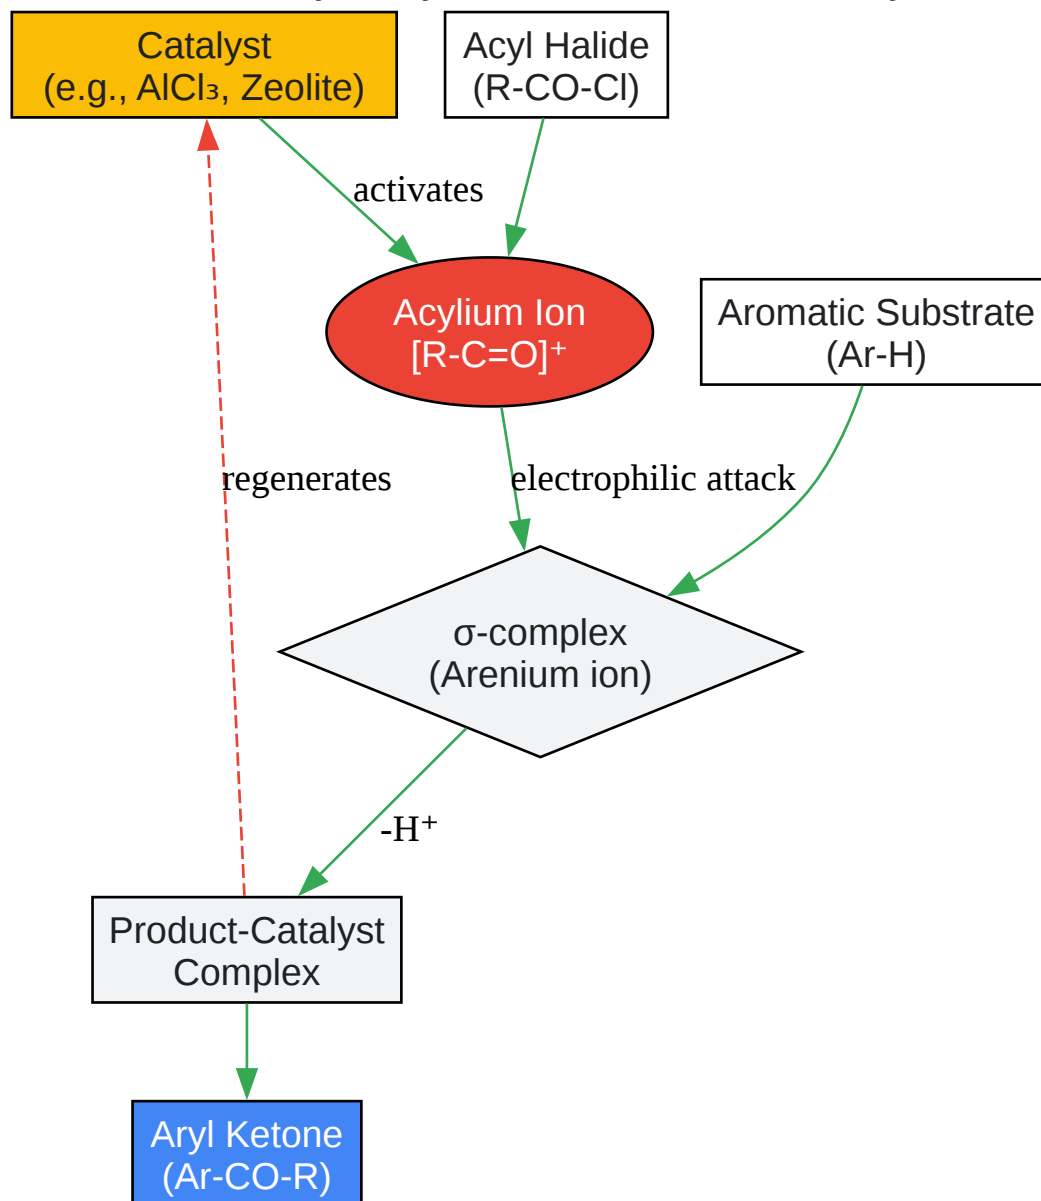 Catalyst
(e.g., AlCl₃, Zeolite)
Acyl Halide
(R-CO-Cl)
activates
Acylium Ion
[R-C=O]⁺
Aromatic Substrate
(Ar-H)
regenerates
electrophilic attack
σ-complex
(Arenium ion)
-H⁺
Product-Catalyst
Complex
Aryl Ketone
(Ar-CO-R)